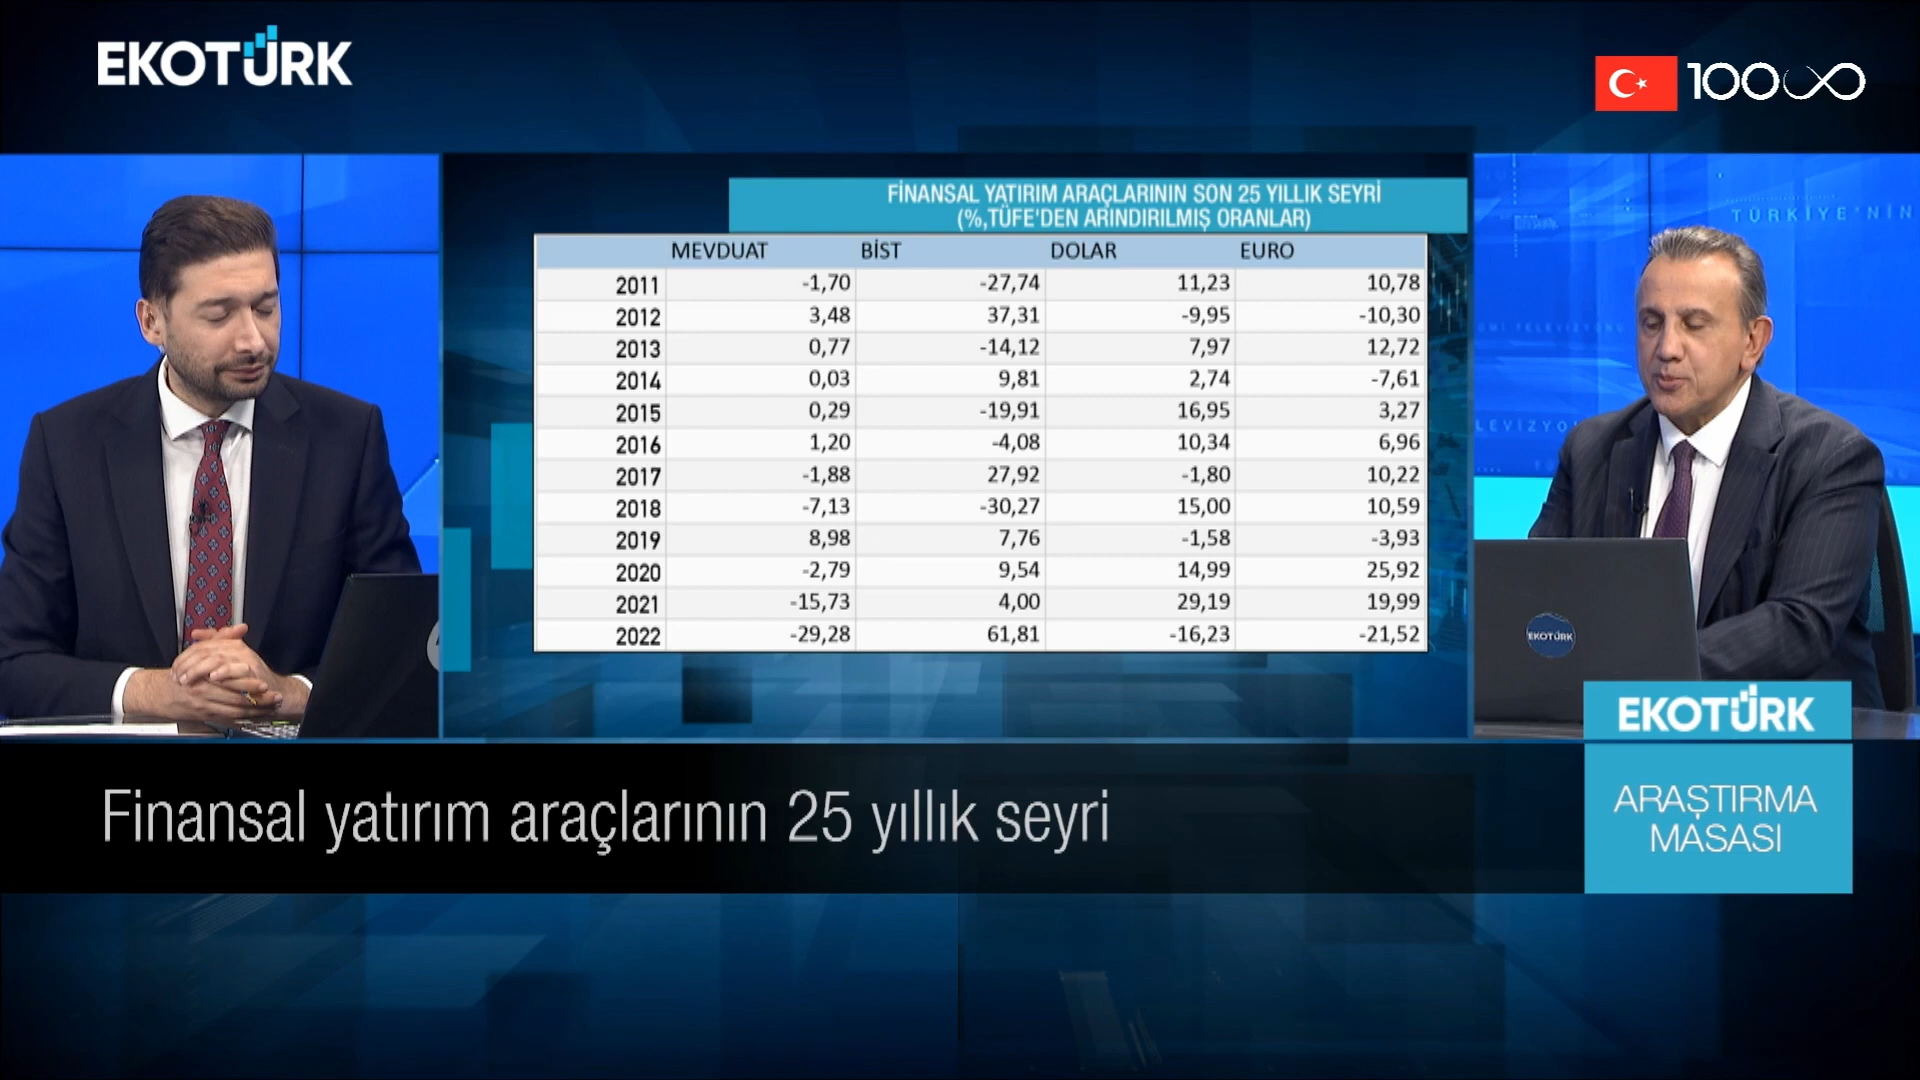 EKOTÜRK
100
TÜRKİYE'NİN
FİNANSAL YATIRIM ARAÇLARININ SON 25 YILLIK SEYRİ
(%,TÜFE'DEN ARINDIRILMIŞ ORANLAR)
MEVDUAT BİST DOLAR EURO
2011 -1,70 -27,74 11,23 10,78
2012 3,48 37,31 -9,95 -10,30
2013 0,77 -14,12 7,97 12,72
2014 0,03 9,81 2,74 -7,61
2015 0,29 -19,91 16,95 3,27
2016 1,20 -4,08 10,34 6,96
2017 -1,88 27,92 -1,80 10,22
2018 -7,13 -30,27 15,00 10,59
2019 8,98 7,76 -1,58 -3,93
2020 -2,79 9,54 14,99 25,92
2021 -15,73 4,00 29,19 19,99
2022 -29,28 61,81 -16,23 -21,52
EKOTÜRK
EKOTÜRK
Finansal yatırım araçlarının 25 yıllık seyri
ARAŞTIRMA
MASASI